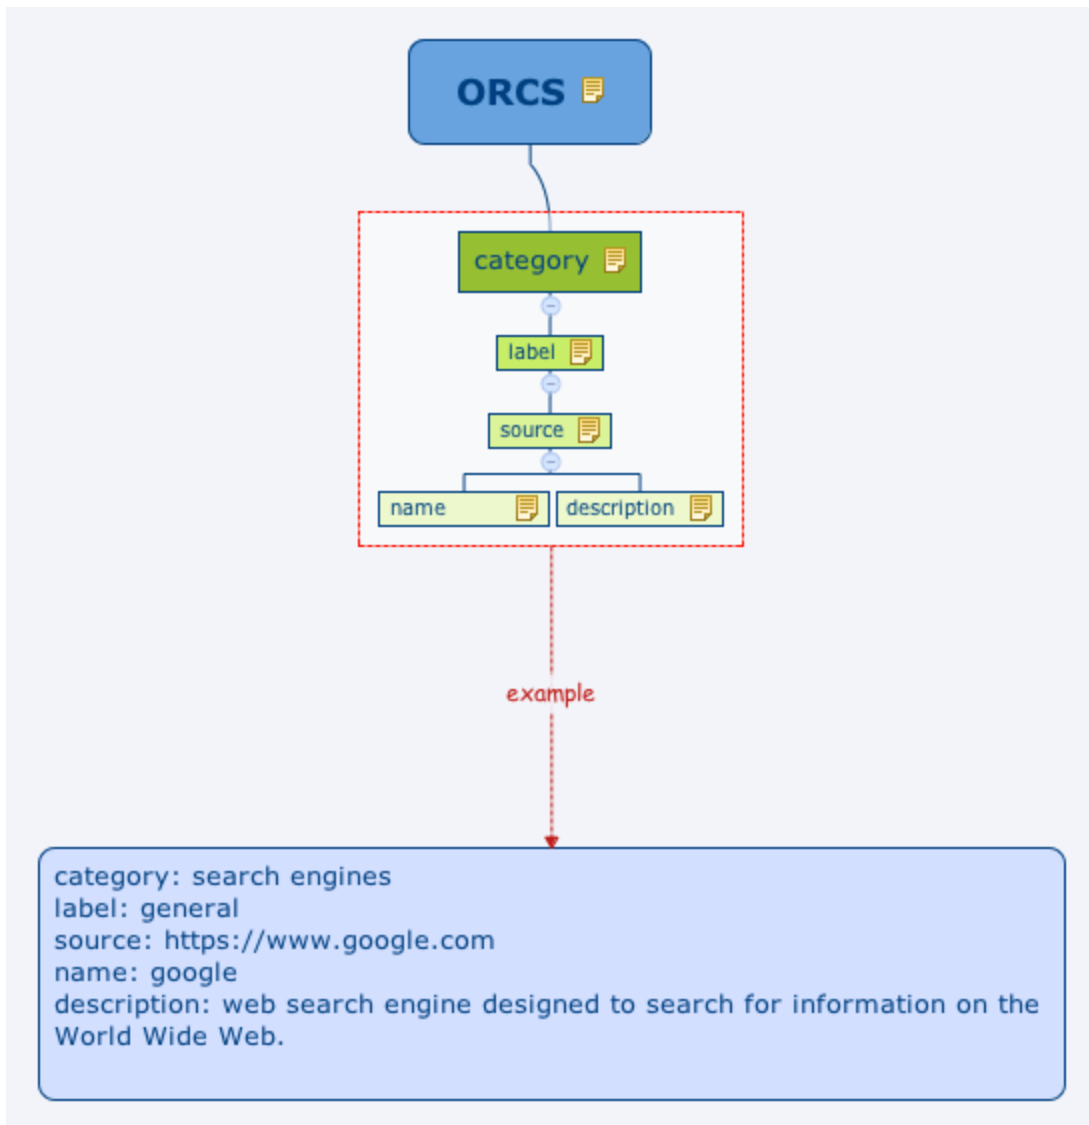 ORCS
category
label
source
name
description
example
category: search engines
label: general
source: https://www.google.com
name: google
description: web search engine designed to search for information on the
World Wide Web.